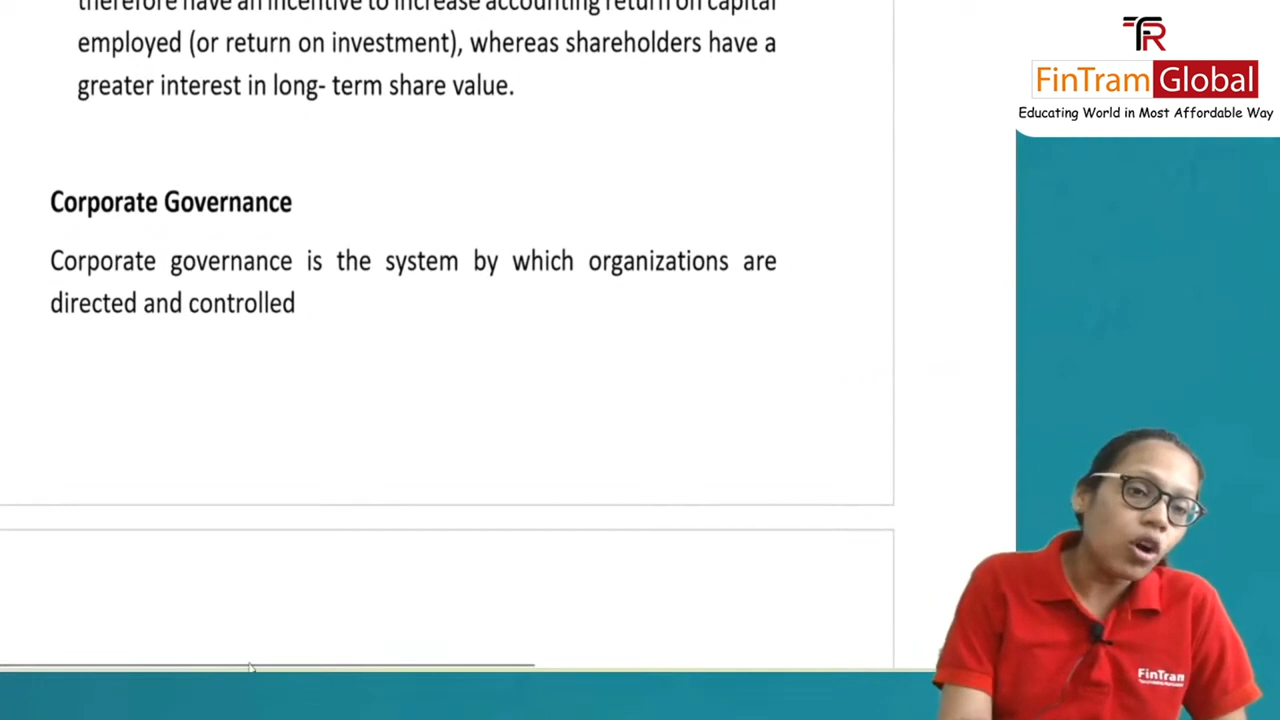 therefore have an incentive to increase accounting return on capital
employed (or return on investment), whereas shareholders have a
greater interest in long- term share value.
Corporate Governance
Corporate governance is the system by which organizations are
directed and controlled
TFR
FinTram Global
Educating World in Most Affordable Way
FinTram